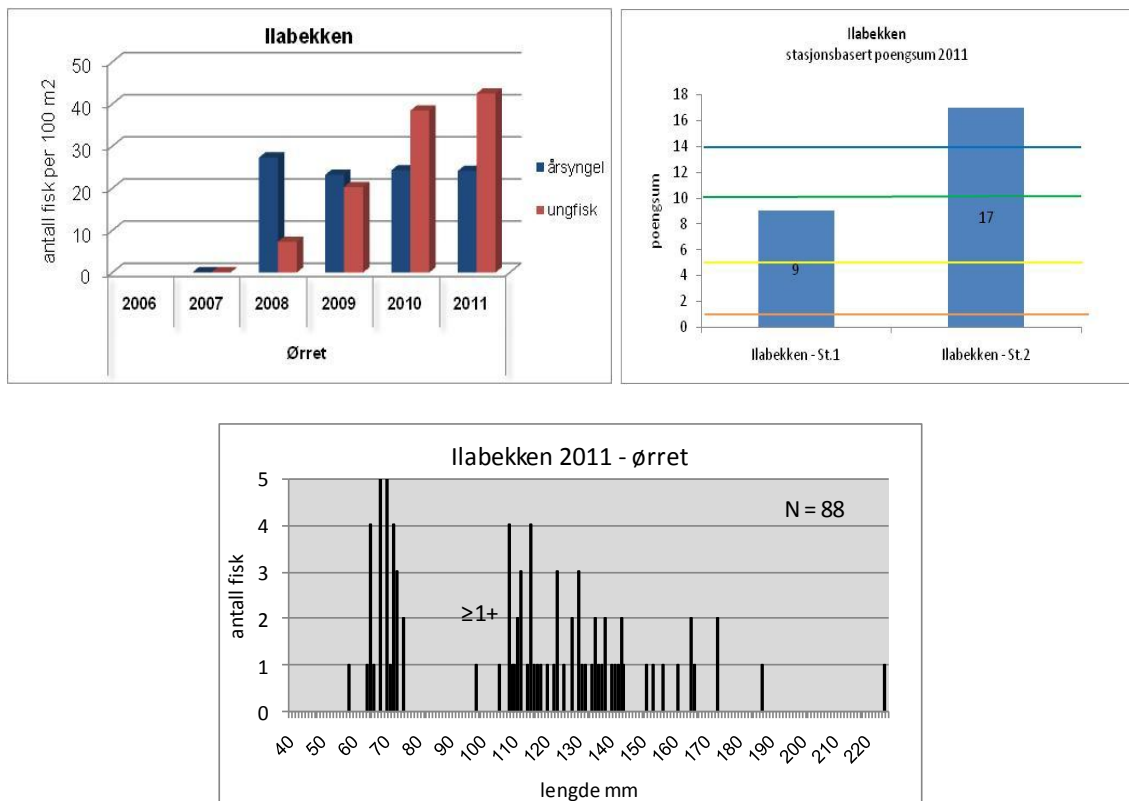 Ilabekken
antall fisk per 100 m2
50
40
30
20
10
0
2006 2007 2008 2009 2010 2011
Ørret
årsyngel
ungfisk
Ilabekken
stasjonsbasert poengsum 2011
poengsum
18
16
14
12
10
8
6
4
2
0
9
17
Ilabekken - St.1 Ilabekken - St.2
Ilabekken 2011 - ørret
N = 88
antall fisk
5
4
3
2
1
0
≥1+
40 50 60 70 80 90 100 110 120 130 140 150 160 170 180 190 200 210 220
lengde mm